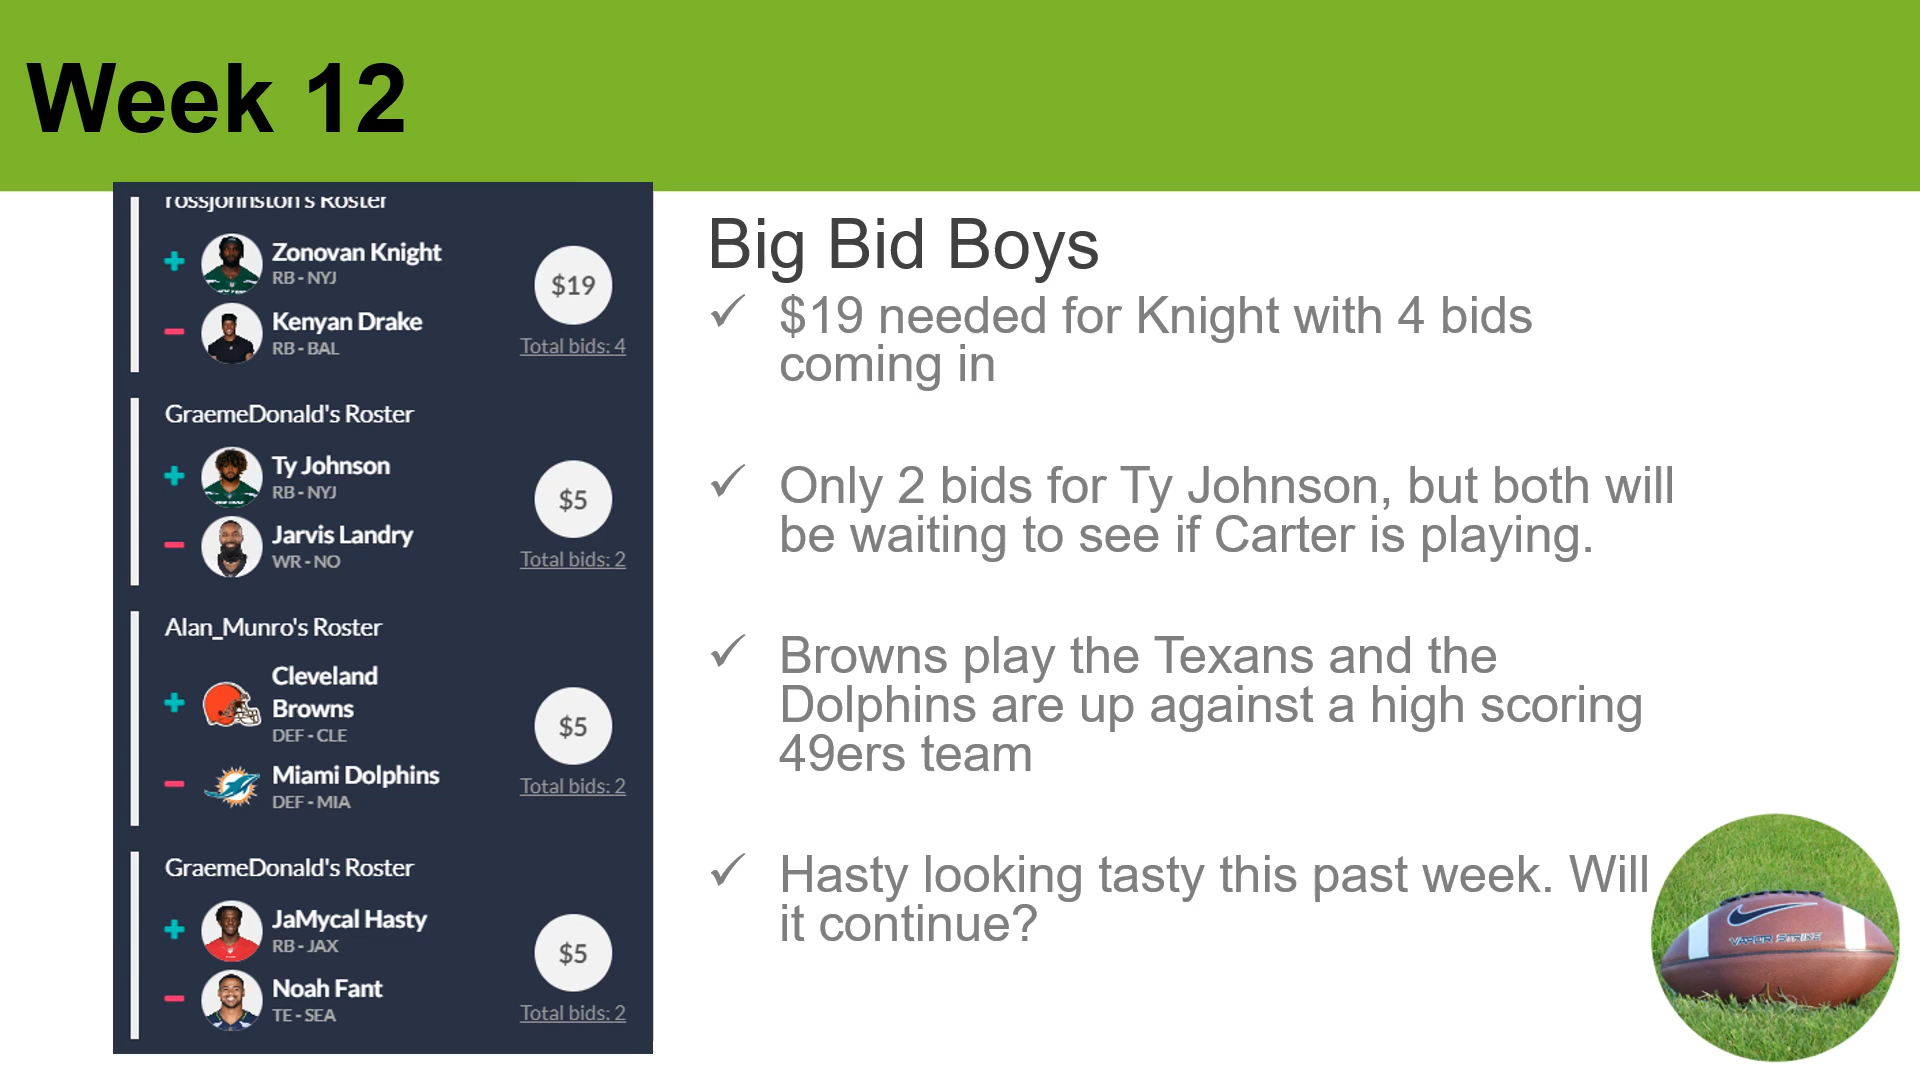 Week 12
rossjohnston's Roster
Zonovan Knight
RB - NYJ
$19
Kenyan Drake
RB - BAL
Total bids: 4
GraemeDonald's Roster
Ty Johnson
RB - NYJ
$5
Jarvis Landry
WR - NO
Total bids: 2
Alan_Munro's Roster
Cleveland
Browns
DEF - CLE
$5
Miami Dolphins
DEF - MIA
Total bids: 2
GraemeDonald's Roster
JaMycal Hasty
RB - JAX
$5
Noah Fant
TE - SEA
Total bids: 2
Big Bid Boys
$19 needed for Knight with 4 bids
coming in
Only 2 bids for Ty Johnson, but both will
be waiting to see if Carter is playing.
Browns play the Texans and the
Dolphins are up against a high scoring
49ers team
Hasty looking tasty this past week. Will
it continue?
VAPOR STRIKE